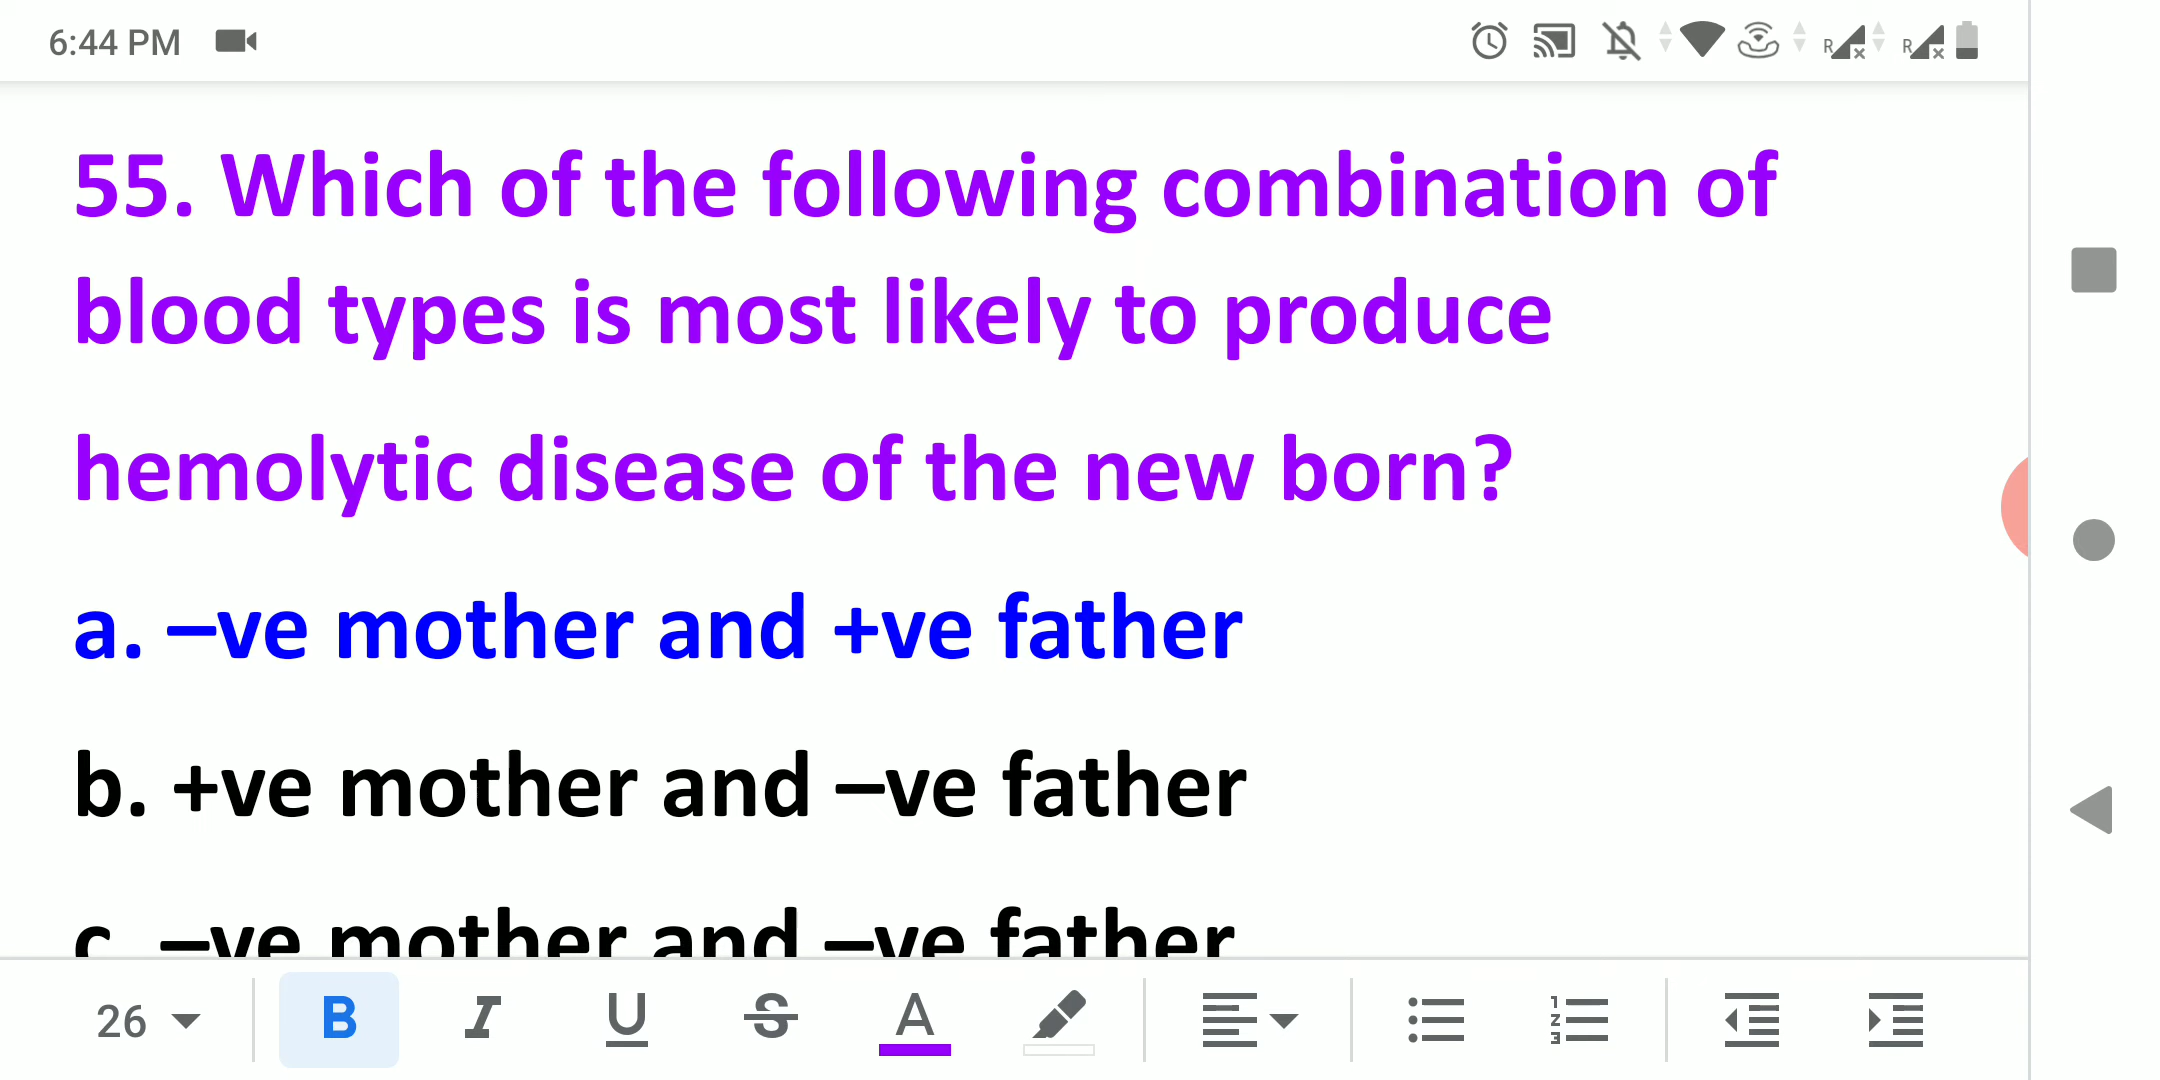 6:44 PM
R R
55. Which of the following combination of
blood types is most likely to produce
hemolytic disease of the new born?
a. –ve mother and +ve father
b. +ve mother and –ve father
c. –ve mother and –ve father
26 B I U S A